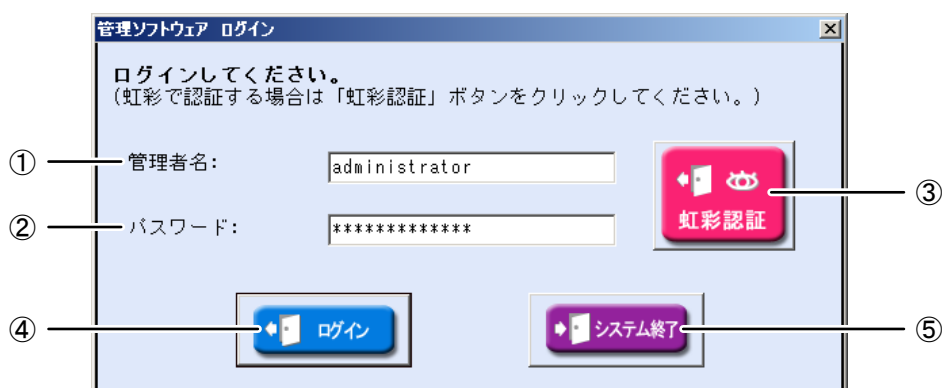 管理ソフトウェア ログイン
ログインしてください。
(虹彩で認証する場合は「虹彩認証」ボタンをクリックしてください。)
① 管理者名: administrator
② パスワード: *************
虹彩認証 ③
④ ログイン
システム終了 ⑤